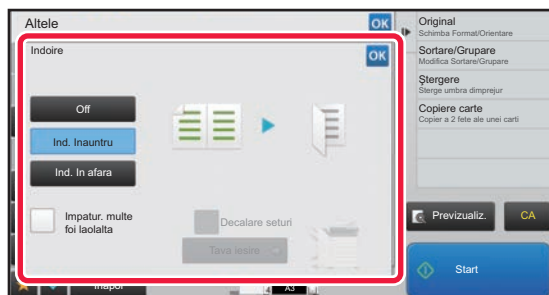 Altele
OK
Indoire
OK
Off
Ind. Inauntru
Ind. In afara
Impatur. multe
foi laolalta
Decalare seturi
Tava Iesire
Inapoi
4
A3
Original
Schimba Format/Orientare
Sortare/Grupare
Modifica Sortare/Grupare
Ştergere
Sterge umbra dimprejur
Copiere carte
Copier a 2 fete ale unei carti
Previzualiz.
CA
Start